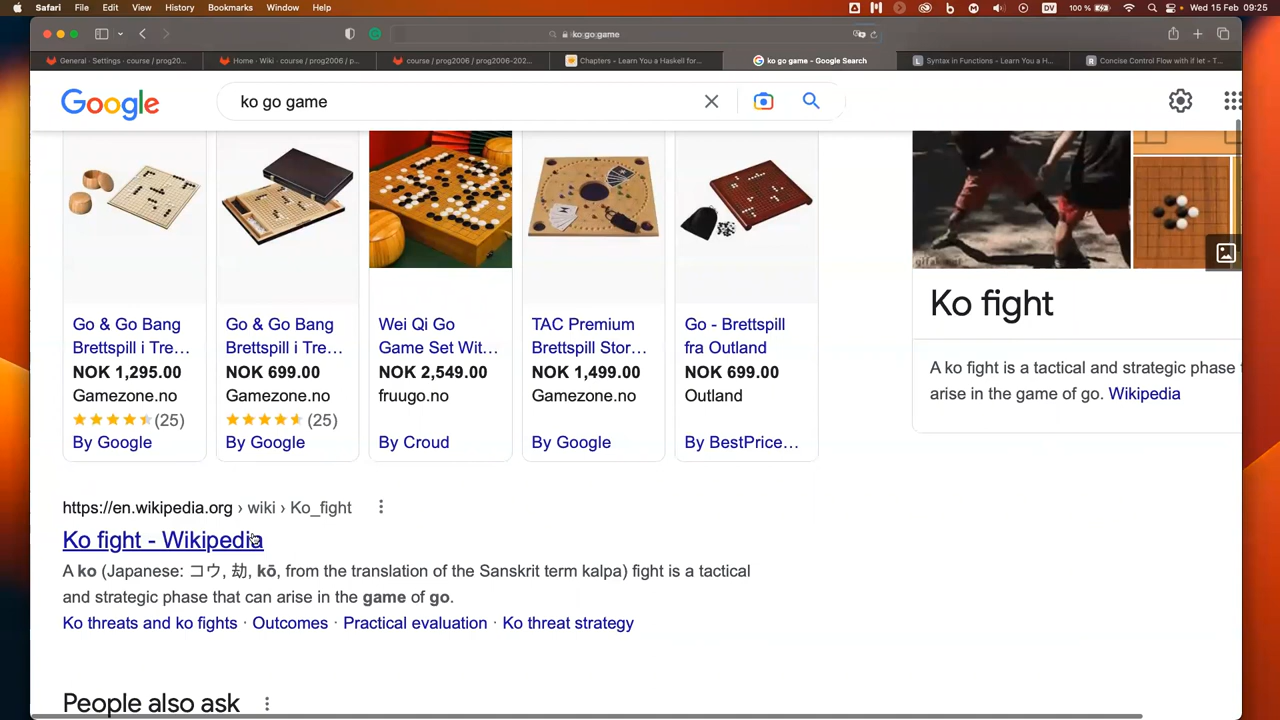 Safari File Edit View History Bookmarks Window Help 100 % DV Wed 15 Feb 09:25
ko go game
General · Settings · course / prog20...
Home · Wiki · course / prog2006 / p...
course / prog2006 / prog2006-202...
Chapters - Learn You a Haskell for...
ko go game - Google Search
L Syntax in Functions - Learn You a H...
R Concise Control Flow with if let - T...
Google
ko go game
Go & Go Bang
Brettspill i Tre…
NOK 1,295.00
Gamezone.no
(25)
By Google
Go & Go Bang
Brettspill i Tre…
NOK 699.00
Gamezone.no
(25)
By Google
Wei Qi Go
Game Set Wit…
NOK 2,549.00
fruugo.no
By Croud
TAC Premium
Brettspill Stor…
NOK 1,499.00
Gamezone.no
By Google
Go - Brettspill
fra Outland
NOK 699.00
Outland
By BestPrice…
Ko fight
A ko fight is a tactical and strategic phase
arise in the game of go. Wikipedia
https://en.wikipedia.org › wiki › Ko_fight
Ko fight - Wikipedia
A ko (Japanese: コウ, 劫, kō, from the translation of the Sanskrit term kalpa) fight is a tactical
and strategic phase that can arise in the game of go.
Ko threats and ko fights · Outcomes · Practical evaluation · Ko threat strategy
People also ask